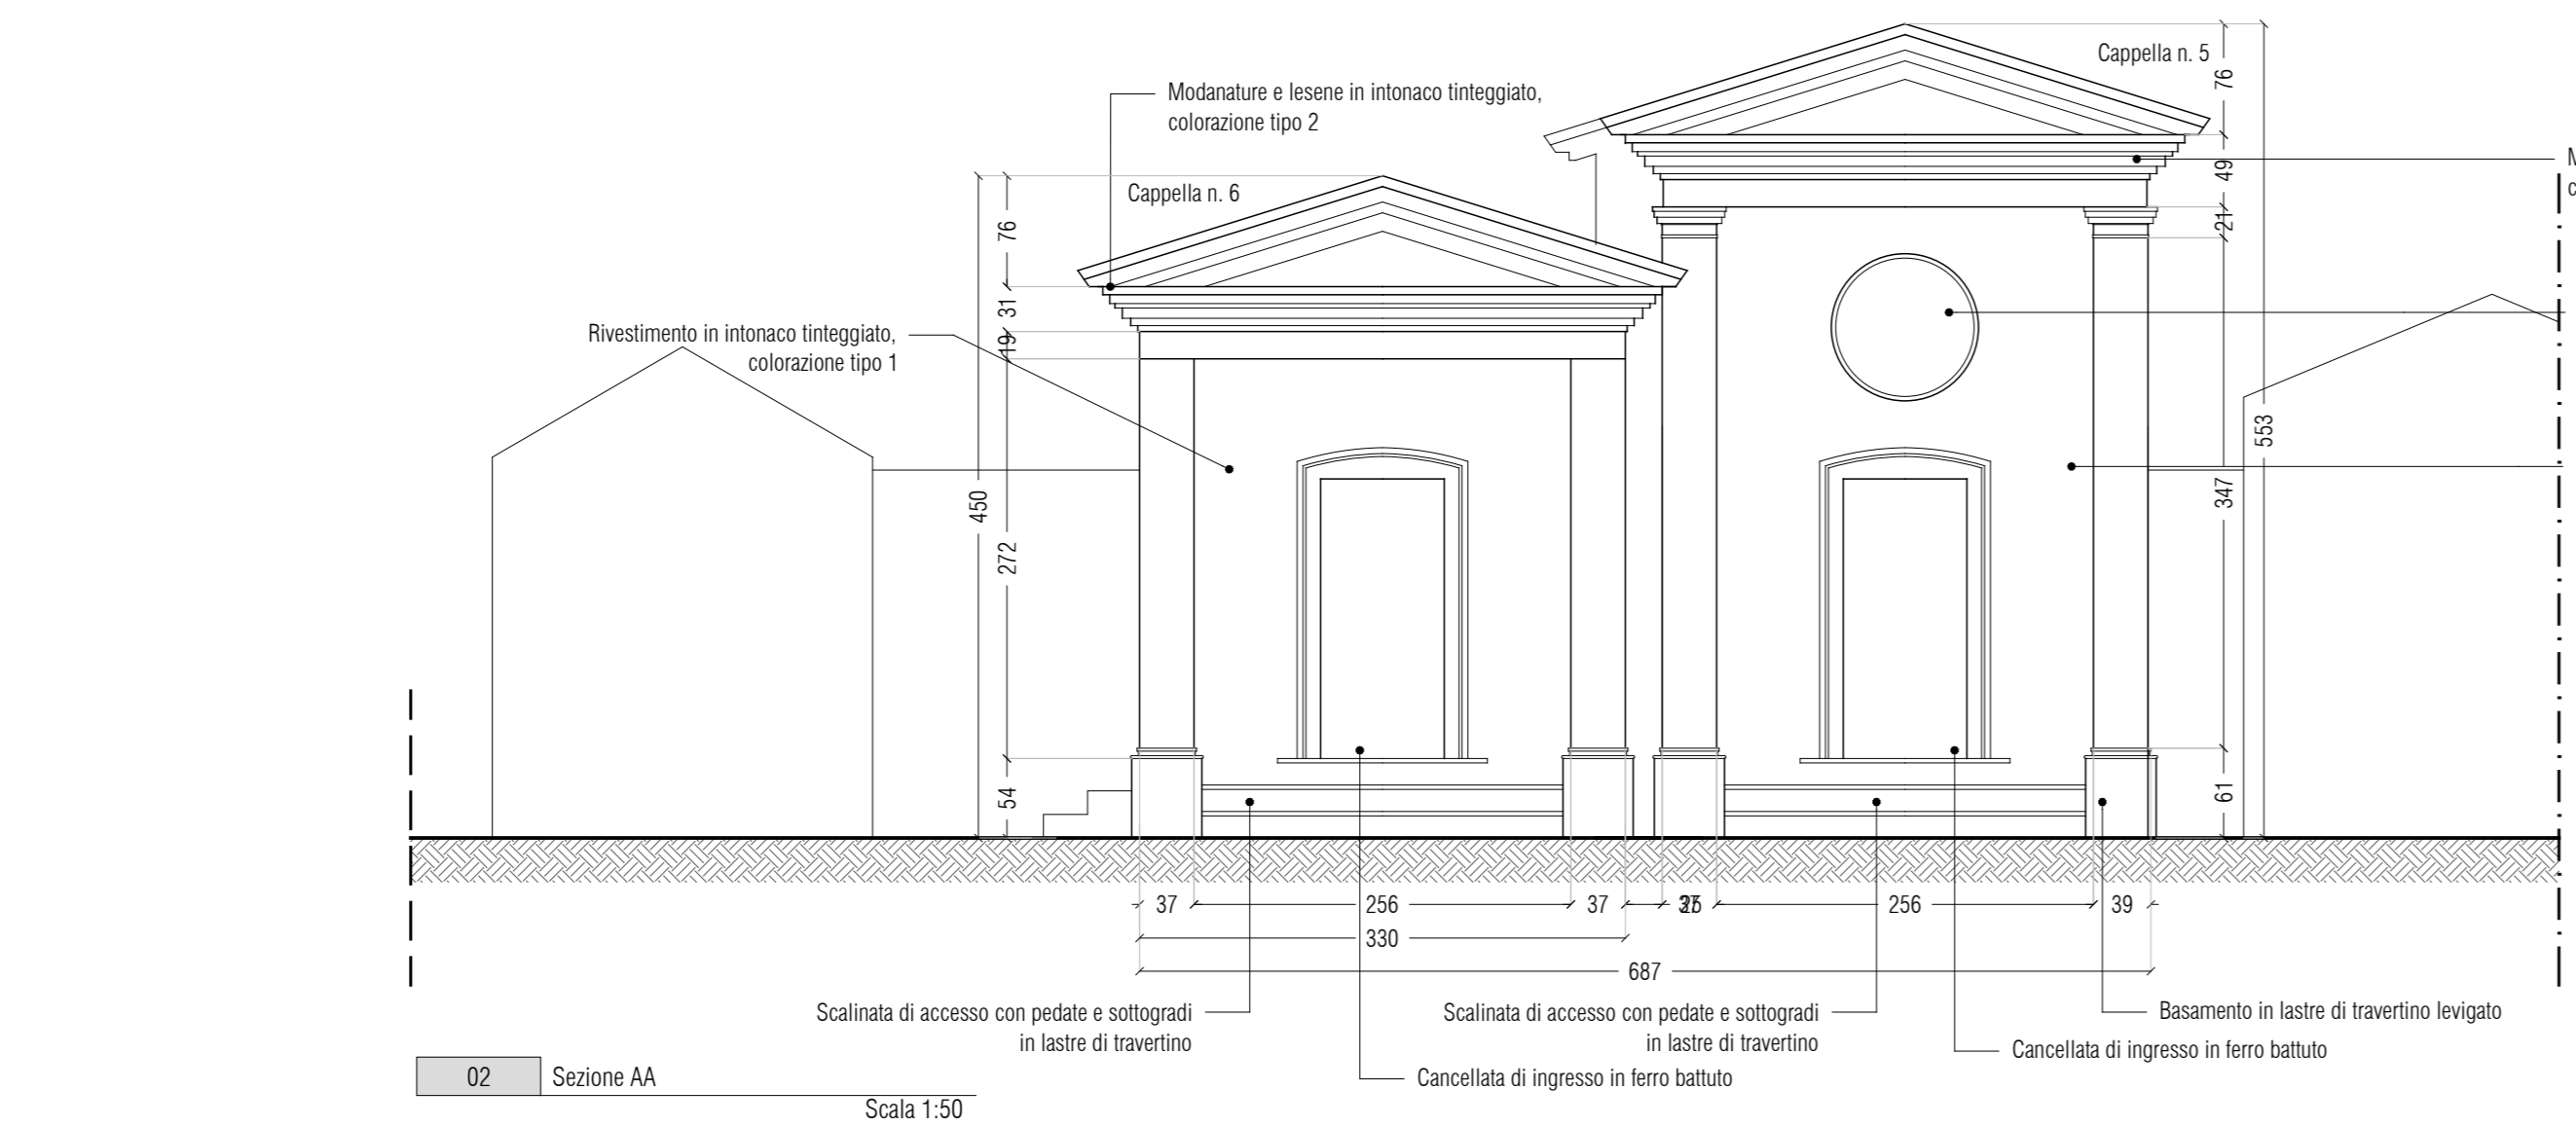 Cappella n. 5
76
Modanature e lesene in intonaco tinteggiato,
colorazione tipo 2
49
Cappella n. 6
21
76
31
Rivestimento in intonaco tinteggiato,
colorazione tipo 1
19
553
450
347
272
54
61
37
256
37
256
39
330
687
Scalinata di accesso con pedate e sottogradi
in lastre di travertino
Scalinata di accesso con pedate e sottogradi
in lastre di travertino
Basamento in lastre di travertino levigato
Cancellata di ingresso in ferro battuto
Cancellata di ingresso in ferro battuto
02
Sezione AA
Scala 1:50